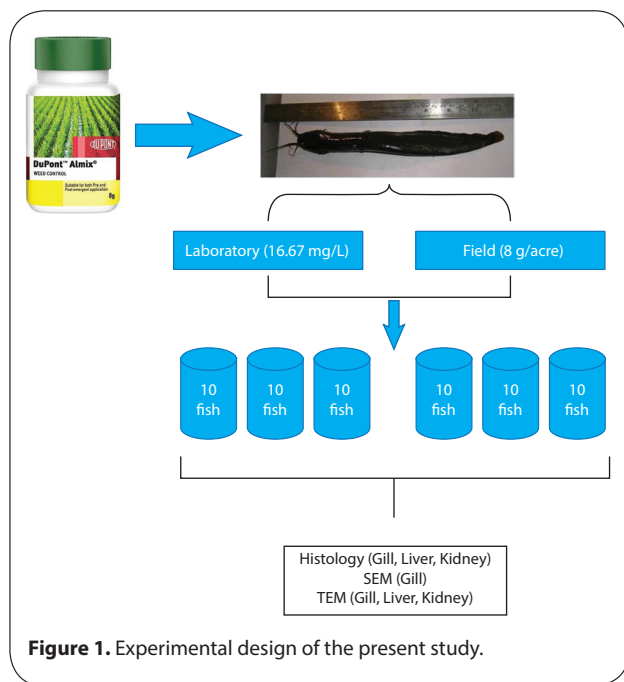 DUPONT
DuPont™ Almix®
WEED CONTROL
Suitable for both Pre and
Post-emergent application
8g
Laboratory (16.67 mg/L)
Field (8 g/acre)
10
fish
10
fish
10
fish
10
fish
10
fish
10
fish
Histology (Gill, Liver, Kidney)
SEM (Gill)
TEM (Gill, Liver, Kidney)
Figure 1. Experimental design of the present study.